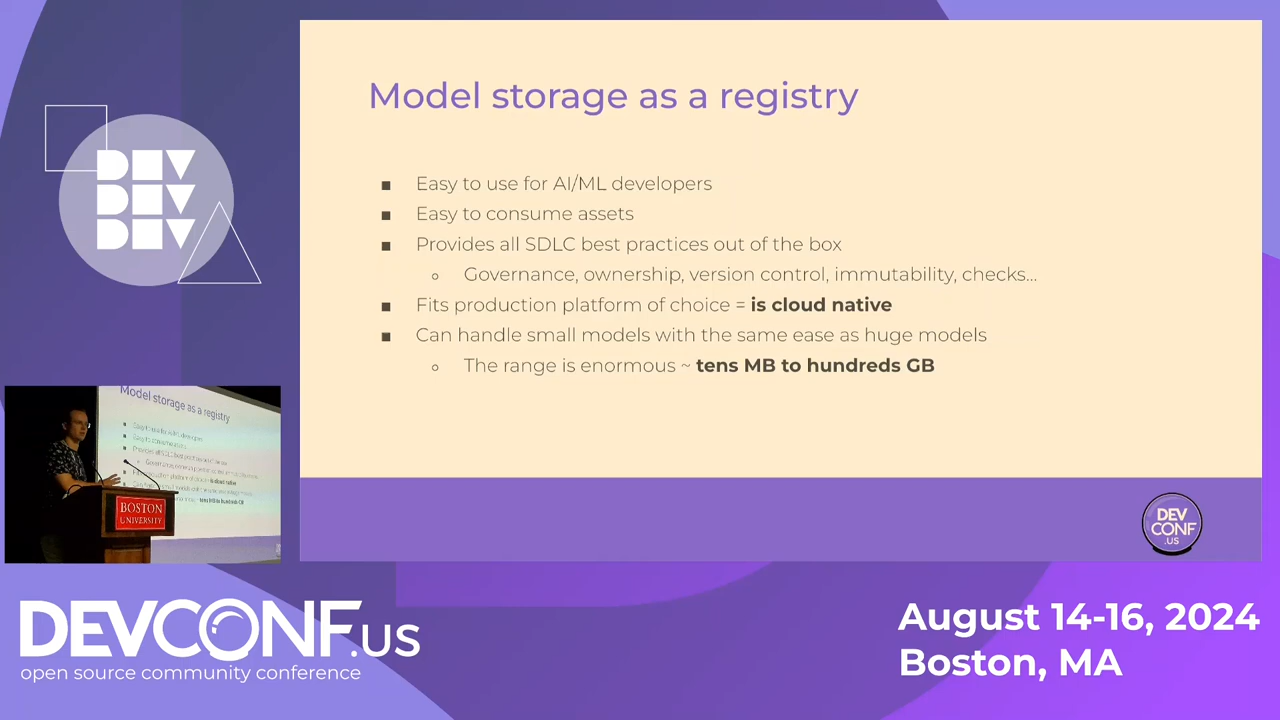 Model storage as a registry
Easy to use for AI/ML developers
Easy to consume assets
Provides all SDLC best practices out of the box
Governance, ownership, version control, immutability, checks...
Fits production platform of choice = is cloud native
Can handle small models with the same ease as huge models
The range is enormous ~ tens MB to hundreds GB
DEV
CONF
.US
DEV
DEV
DEV
Model storage as a registry
BOSTON
UNIVERSITY
DEVCONF.US
open source community conference
August 14-16, 2024
Boston, MA